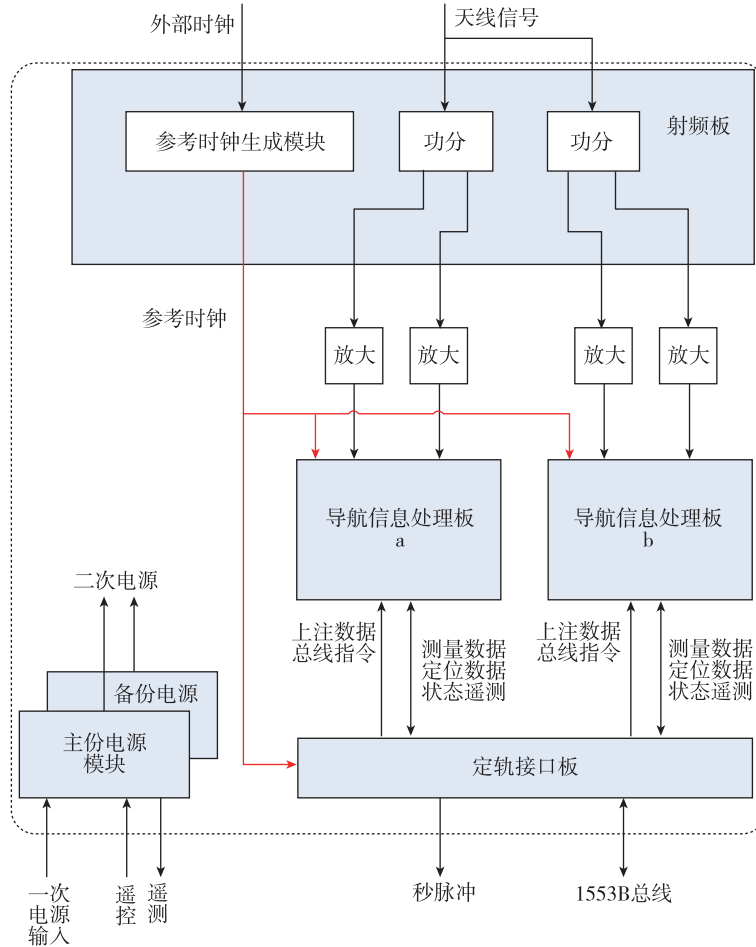 外部时钟
天线信号
射频板
参考时钟生成模块
功分
功分
参考时钟
放大
放大
放大
放大
导航信息处理板
a
导航信息处理板
b
二次电源
上注数据
总线指令
测量数据
定位数据
状态遥测
上注数据
总线指令
测量数据
定位数据
状态遥测
备份电源
主份电源
模块
定轨接口板
一次
电源
输入
遥
控
遥
测
秒脉冲
1553B总线